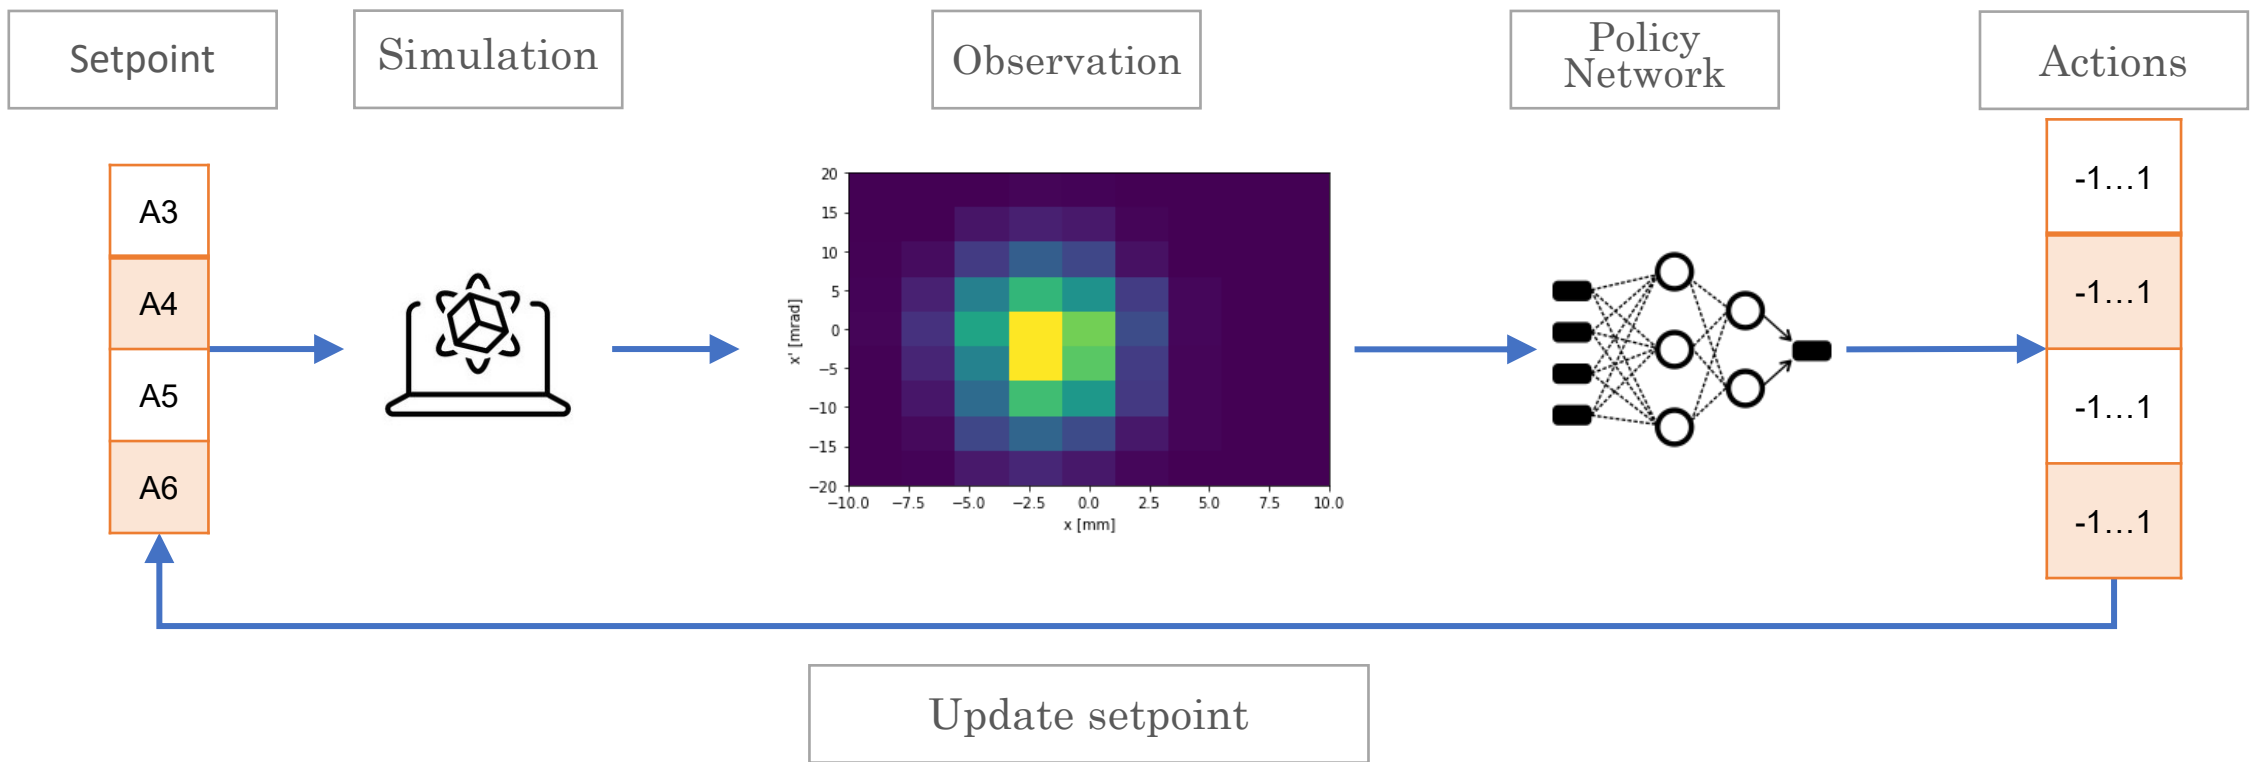 Setpoint
Simulation
Observation
Policy
Network
Actions
A3
A4
A5
A6
20
15
10
5
0
−5
−10
−15
−20
x' [mrad]
−10.0 −7.5 −5.0 −2.5 0.0 2.5 5.0 7.5 10.0
x [mm]
-1...1
-1...1
-1...1
-1...1
Update setpoint